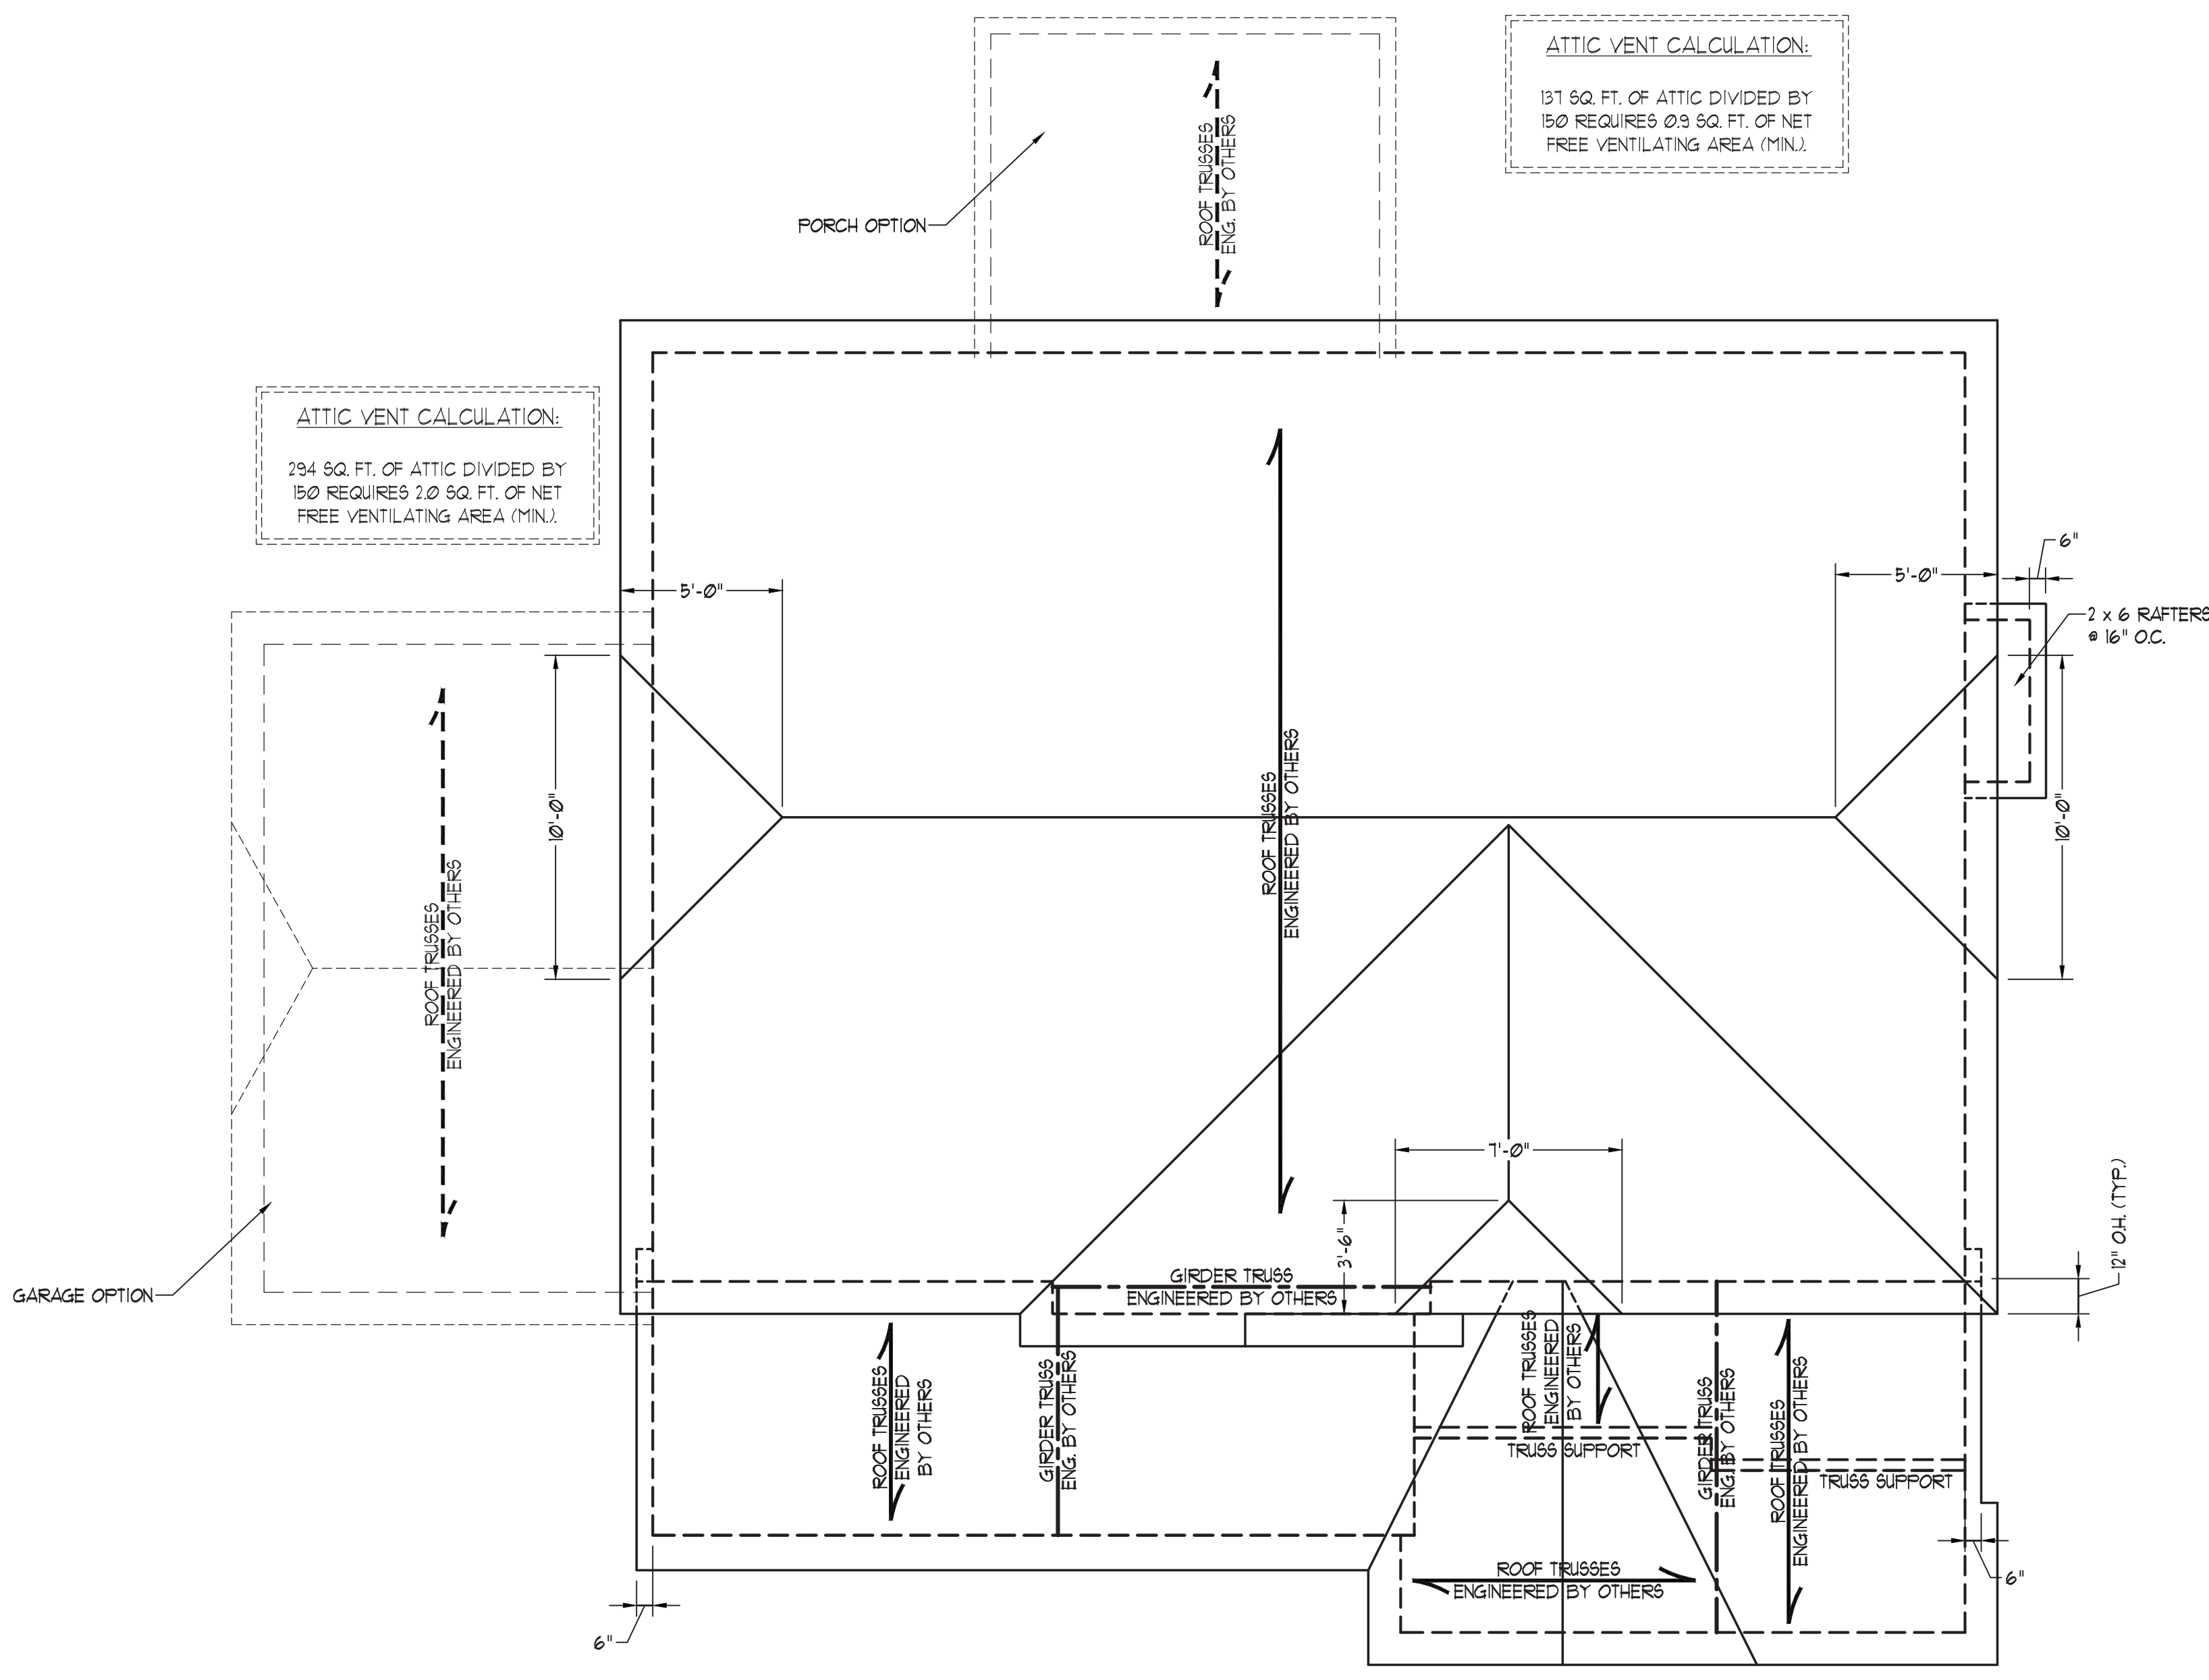 ATTIC VENT CALCULATION:
137 SQ. FT. OF ATTIC DIVIDED BY
150 REQUIRES 0.9 SQ. FT. OF NET
FREE VENTILATING AREA (MIN.).
ROOF TRUSSES
ENG. BY OTHERS
PORCH OPTION
ATTIC VENT CALCULATION:
294 SQ. FT. OF ATTIC DIVIDED BY
150 REQUIRES 2.0 SQ. FT. OF NET
FREE VENTILATING AREA (MIN.).
6"
5'-0"
5'-0"
2 x 6 RAFTERS
@ 16" O.C.
10'-0"
10'-0"
ROOF TRUSSES
ENGINEERED BY OTHERS
ROOF TRUSSES
ENGINEERED BY OTHERS
7'-0"
3'-6"
12" O.H. (TYP.)
GARAGE OPTION
GIRDER TRUSS
ENGINEERED BY OTHERS
ROOF TRUSSES
ENGINEERED
BY OTHERS
GIRDER TRUSS
ENG. BY OTHERS
ROOF TRUSSES
ENGINEERED
BY OTHERS
TRUSS SUPPORT
GIRDER TRUSS
ENG. BY OTHERS
ROOF TRUSSES
ENGINEERED BY OTHERS
TRUSS SUPPORT
ROOF TRUSSES
ENGINEERED BY OTHERS
6"
6"